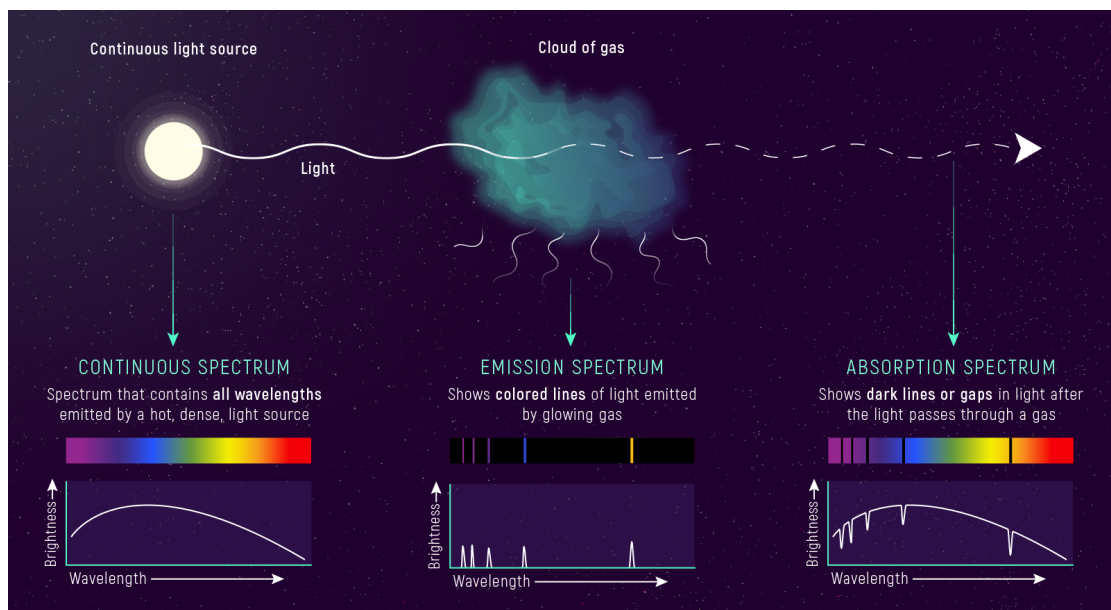 Continuous light source
Cloud of gas
Light
CONTINUOUS SPECTRUM
Spectrum that contains all wavelengths
emitted by a hot, dense, light source
Brightness
Wavelength
EMISSION SPECTRUM
Shows colored lines of light emitted
by glowing gas
Brightness
Wavelength
ABSORPTION SPECTRUM
Shows dark lines or gaps in light after
the light passes through a gas
Brightness
Wavelength